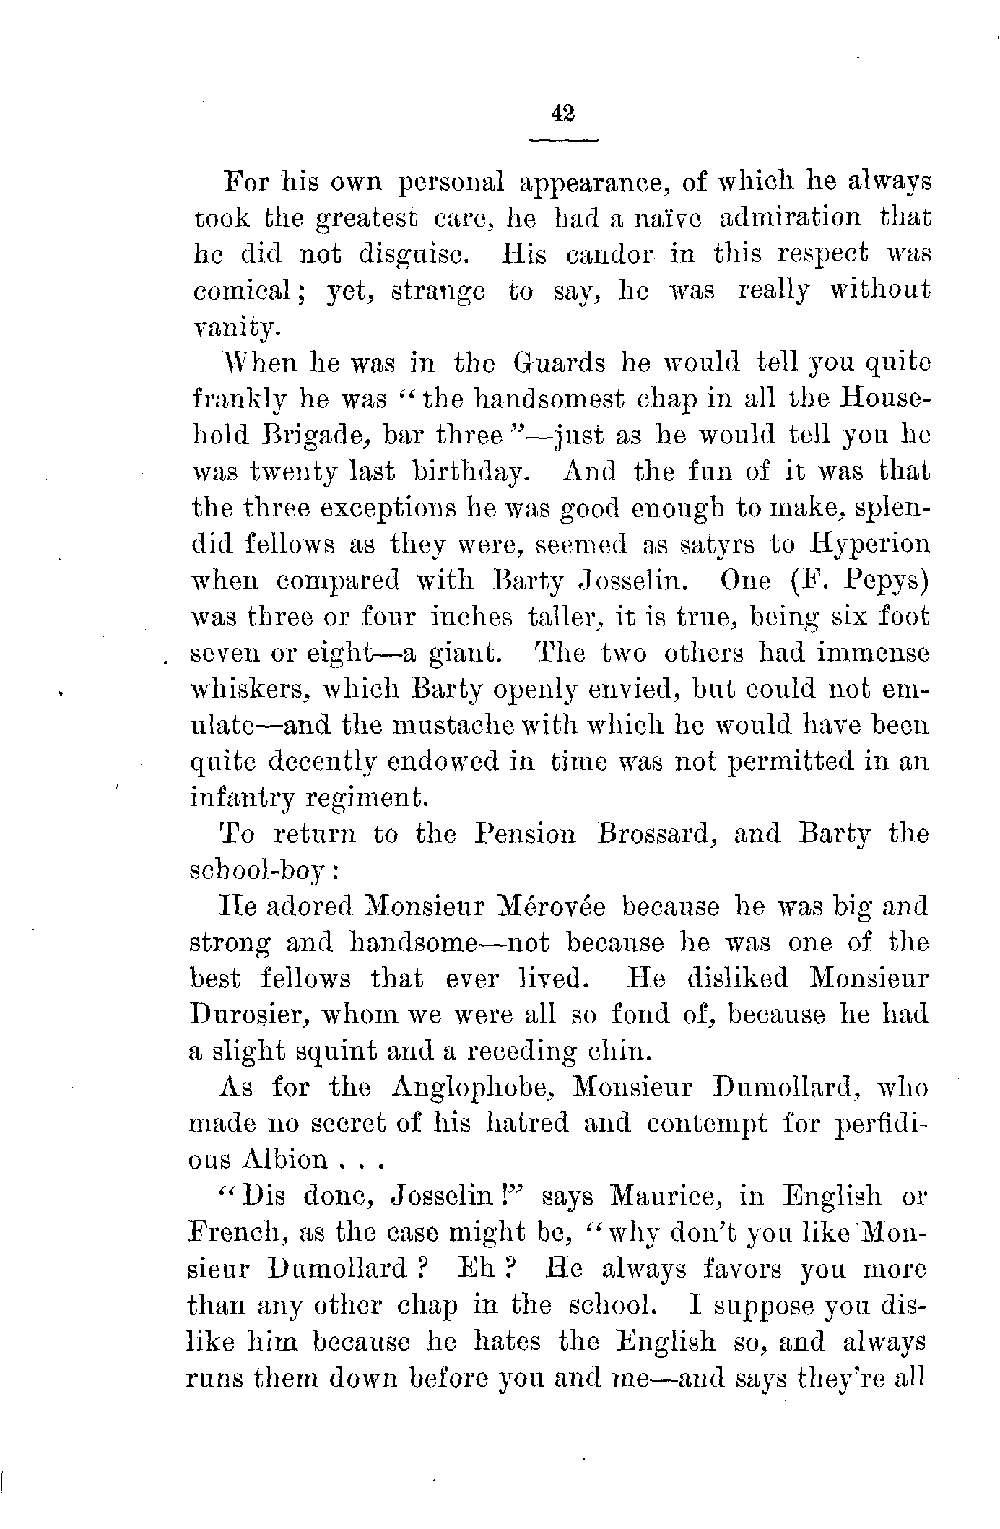 42
For his own personal appearance, of which he always
took the greatest care, he had a naïve admiration that
he did not disguise. His candor in this respect was
comical; yet, strange to say, he was really without
vanity.
When he was in the Guards he would tell you quite
frankly he was “the handsomest chap in all the House-
hold Brigade, bar three”—just as he would tell you he
was twenty last birthday. And the fun of it was that
the three exceptions he was good enough to make, splen-
did fellows as they were, seemed as satyrs to Hyperion
when compared with Barty Josselin. One (F. Pepys)
was three or four inches taller, it is true, being six foot
seven or eight—a giant. The two others had immense
whiskers, which Barty openly envied, but could not em-
ulate—and the mustache with which he would have been
quite decently endowed in time was not permitted in an
infantry regiment.
To return to the Pension Brossard, and Barty the
school-boy:
He adored Monsieur Mérovée because he was big and
strong and handsome—not because he was one of the
best fellows that ever lived. He disliked Monsieur
Durosier, whom we were all so fond of, because he had
a slight squint and a receding chin.
As for the Anglophobe, Monsieur Dumollard, who
made no secret of his hatred and contempt for perfidi-
ous Albion . . .
“Dis donc, Josselin!” says Maurice, in English or
French, as the case might be, “why don't you like Mon-
sieur Dumollard? Eh? He always favors you more
than any other chap in the school. I suppose you dis-
like him because he hates the English so, and always
runs them down before you and me—and says they're all